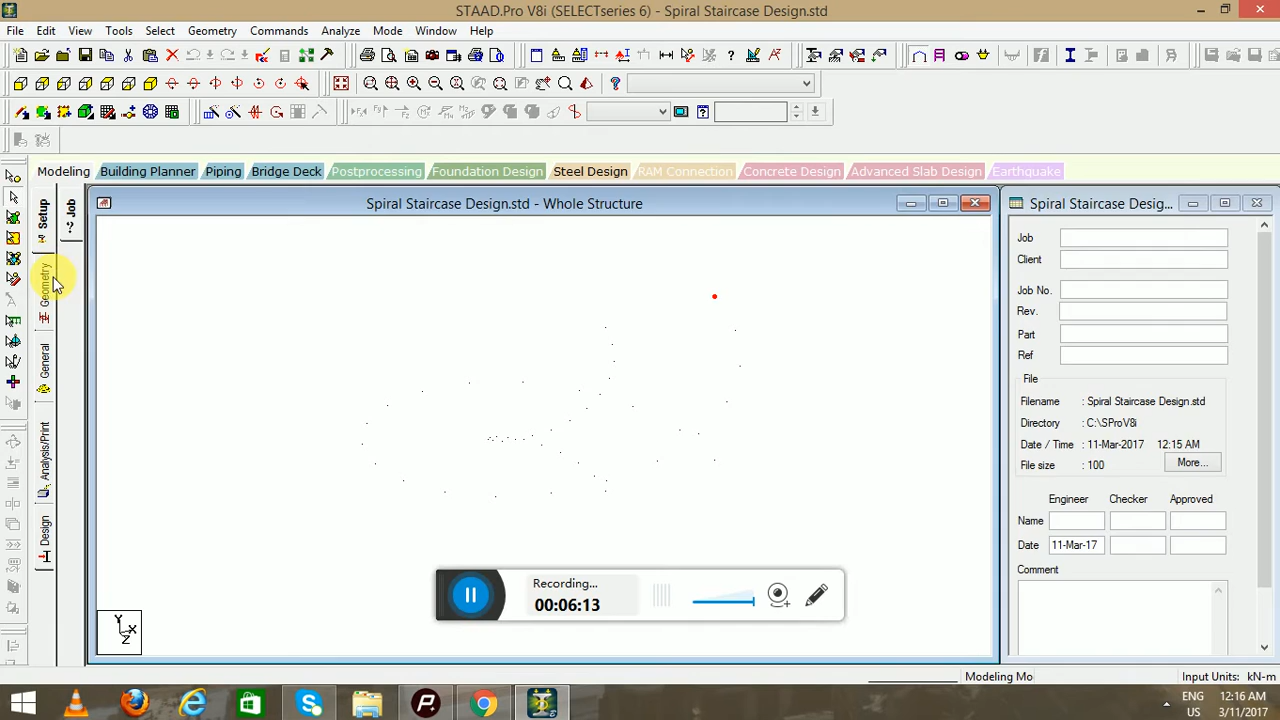 STAAD.Pro V8i (SELECTseries 6) - Spiral Staircase Design.std
File Edit View Tools Select Geometry Commands Analyze Mode Window Help
Modeling Building Planner Piping Bridge Deck Postprocessing Foundation Design Steel Design RAM Connection Concrete Design Advanced Slab Design Earthquake
Setup
Job
Geometry
General
Analysis/Print
Design
Spiral Staircase Design.std - Whole Structure
Spiral Staircase Desig...
Job
Client
Job No.
Rev.
Part
Ref
File
Filename : Spiral Staircase Design.std
Directory : C:\SProV8i
Date / Time : 11-Mar-2017 12:15 AM
File size : 100 More...
Engineer Checker Approved
Name
Date 11-Mar-17
Comment
Recording...
00:06:13
Y
X
Z
Modeling Mo Input Units: kN-m
ENG 12:16 AM
US 3/11/2017